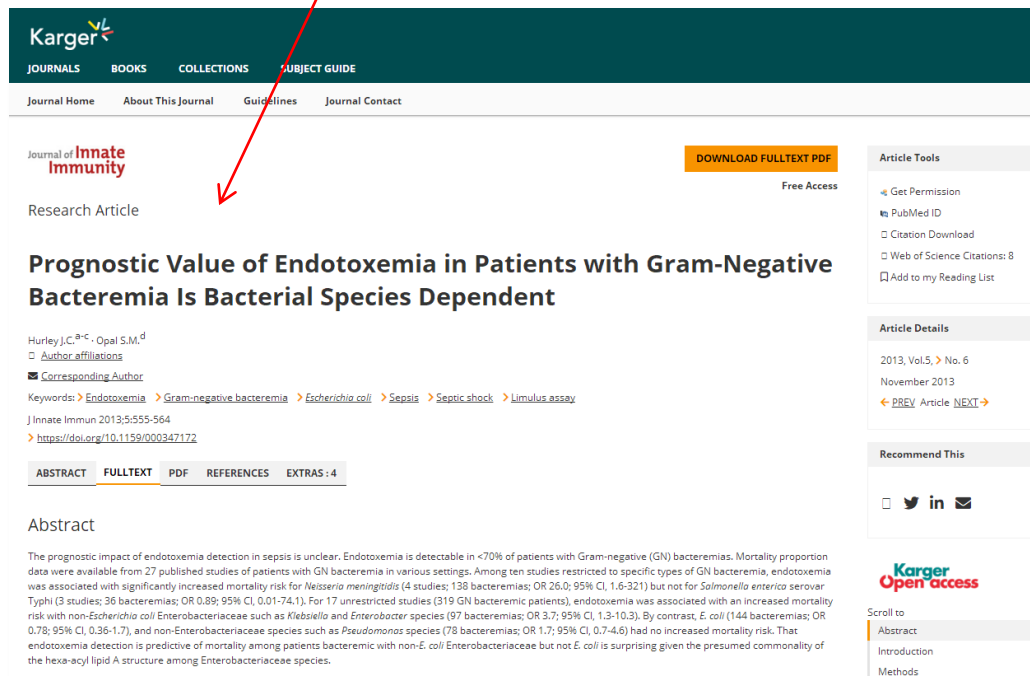 Karger
JOURNALS BOOKS COLLECTIONS SUBJECT GUIDE
Journal Home About This Journal Guidelines Journal Contact
Journal of Innate
Immunity
DOWNLOAD FULLTEXT PDF
Free Access
Research Article
Prognostic Value of Endotoxemia in Patients with Gram-Negative
Bacteremia Is Bacterial Species Dependent
Hurley J.C.a-c · Opal S.M.d
Author affiliations
Corresponding Author
Keywords: Endotoxemia Gram-negative bacteremia Escherichia coli Sepsis Septic shock Limulus assay
J Innate Immun 2013;5:555-564
https://doi.org/10.1159/000347172
ABSTRACT FULLTEXT PDF REFERENCES EXTRAS : 4
Abstract
The prognostic impact of endotoxemia detection in sepsis is unclear. Endotoxemia is detectable in <70% of patients with Gram-negative (GN) bacteremias. Mortality proportion
data were available from 27 published studies of patients with GN bacteremia in various settings. Among ten studies restricted to specific types of GN bacteremia, endotoxemia
was associated with significantly increased mortality risk for Neisseria meningitidis (4 studies; 138 bacteremias; OR 26.0; 95% CI, 1.6-321) but not for Salmonella enterica serovar
Typhi (3 studies; 36 bacteremias; OR 0.89; 95% CI, 0.01-74.1). For 17 unrestricted studies (319 GN bacteremic patients), endotoxemia was associated with an increased mortality
risk with non-Escherichia coli Enterobacteriaceae such as Klebsiella and Enterobacter species (97 bacteremias; OR 3.7; 95% CI, 1.3-10.3). By contrast, E. coli (144 bacteremias; OR
0.78; 95% CI, 0.36-1.7), and non-Enterobacteriaceae species such as Pseudomonas species (78 bacteremias; OR 1.7; 95% CI, 0.7-4.6) had no increased mortality risk. That
endotoxemia detection is predictive of mortality among patients bacteremic with non-E. coli Enterobacteriaceae but not E. coli is surprising given the presumed commonality of
the hexa-acyl lipid A structure among Enterobacteriaceae species.
Article Tools
Get Permission
PubMed ID
Citation Download
Web of Science Citations: 8
Add to my Reading List
Article Details
2013, Vol.5, No. 6
November 2013
PREV Article NEXT
Recommend This
in
Karger
Open access
Scroll to
Abstract
Introduction
Methods